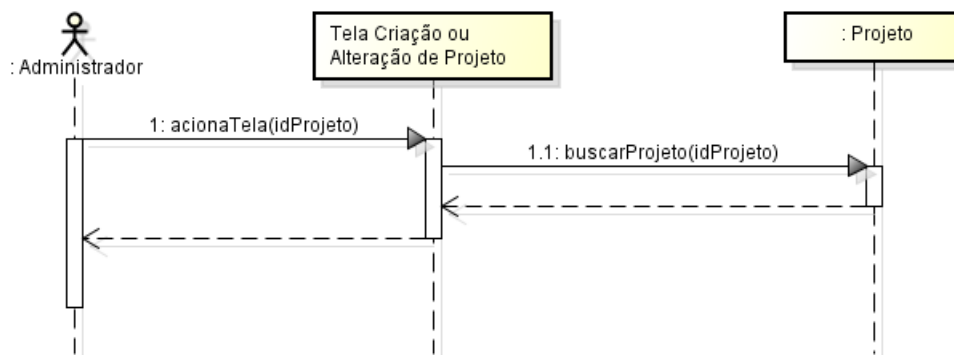 Tela Criação ou
Alteração de Projeto
: Projeto
: Administrador
1: acionaTela(idProjeto)
1.1: buscarProjeto(idProjeto)